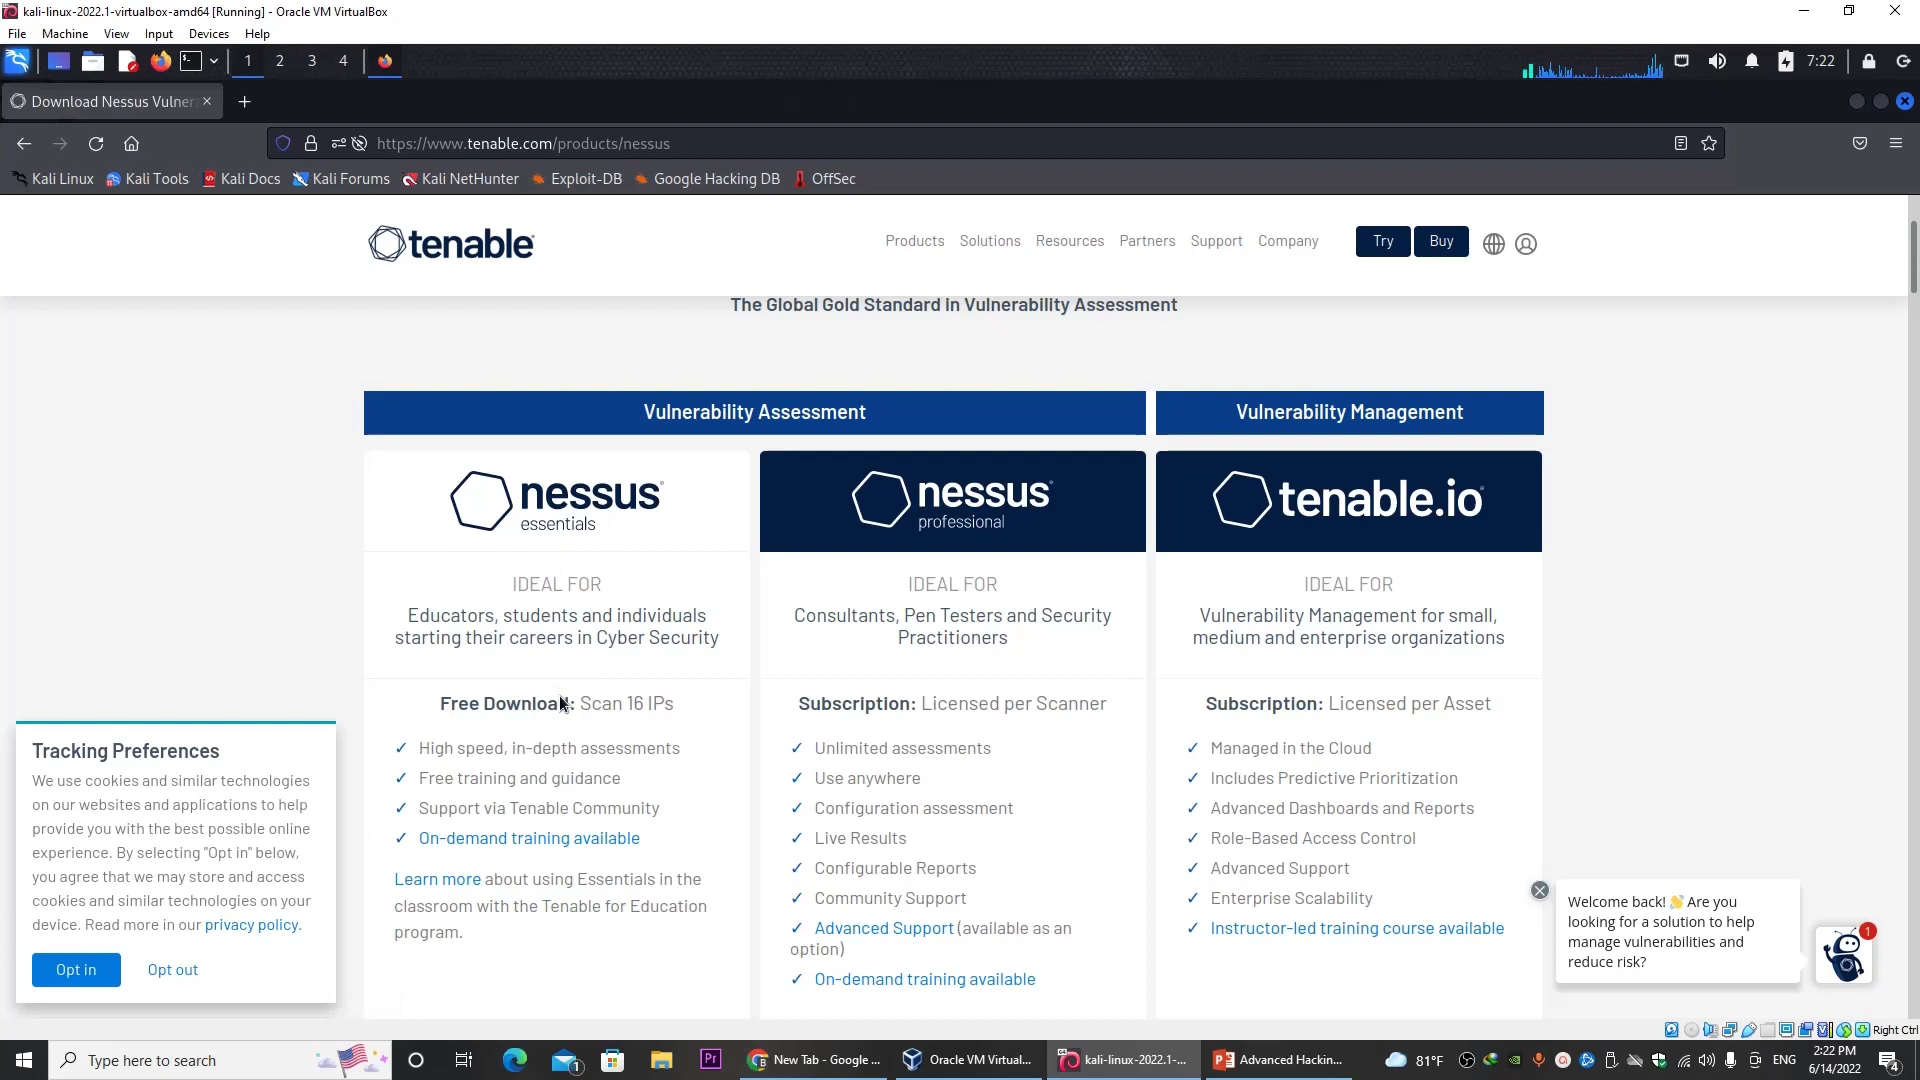 kali-linux-2022.1-virtualbox-amd64 [Running] - Oracle VM VirtualBox
File Machine View Input Devices Help
1 2 3 4
7:22
Download Nessus Vulner
https://www.tenable.com/products/nessus
Kali Linux Kali Tools Kali Docs Kali Forums Kali NetHunter Exploit-DB Google Hacking DB OffSec
tenable
Products Solutions Resources Partners Support Company Try Buy
The Global Gold Standard in Vulnerability Assessment
Vulnerability Assessment
Vulnerability Management
nessus
essentials
IDEAL FOR
Educators, students and individuals
starting their careers in Cyber Security
Free Download: Scan 16 IPs
✓ High speed, in-depth assessments
✓ Free training and guidance
✓ Support via Tenable Community
✓ On-demand training available
Learn more about using Essentials in the
classroom with the Tenable for Education
program.
nessus
professional
IDEAL FOR
Consultants, Pen Testers and Security
Practitioners
Subscription: Licensed per Scanner
✓ Unlimited assessments
✓ Use anywhere
✓ Configuration assessment
✓ Live Results
✓ Configurable Reports
✓ Community Support
✓ Advanced Support (available as an
option)
✓ On-demand training available
tenable.io
IDEAL FOR
Vulnerability Management for small,
medium and enterprise organizations
Subscription: Licensed per Asset
✓ Managed in the Cloud
✓ Includes Predictive Prioritization
✓ Advanced Dashboards and Reports
✓ Role-Based Access Control
✓ Advanced Support
✓ Enterprise Scalability
✓ Instructor-led training course available
Tracking Preferences
We use cookies and similar technologies
on our websites and applications to help
provide you with the best possible online
experience. By selecting "Opt in" below,
you agree that we may store and access
cookies and similar technologies on your
device. Read more in our privacy policy.
Opt in Opt out
Welcome back! 👋 Are you
looking for a solution to help
manage vulnerabilities and
reduce risk?
1
Right Ctrl
Type here to search
1
Pr
New Tab - Google ...
Oracle VM Virtual...
kali-linux-2022.1-...
Advanced Hackin...
81°F
ENG
2:22 PM
6/14/2022
4